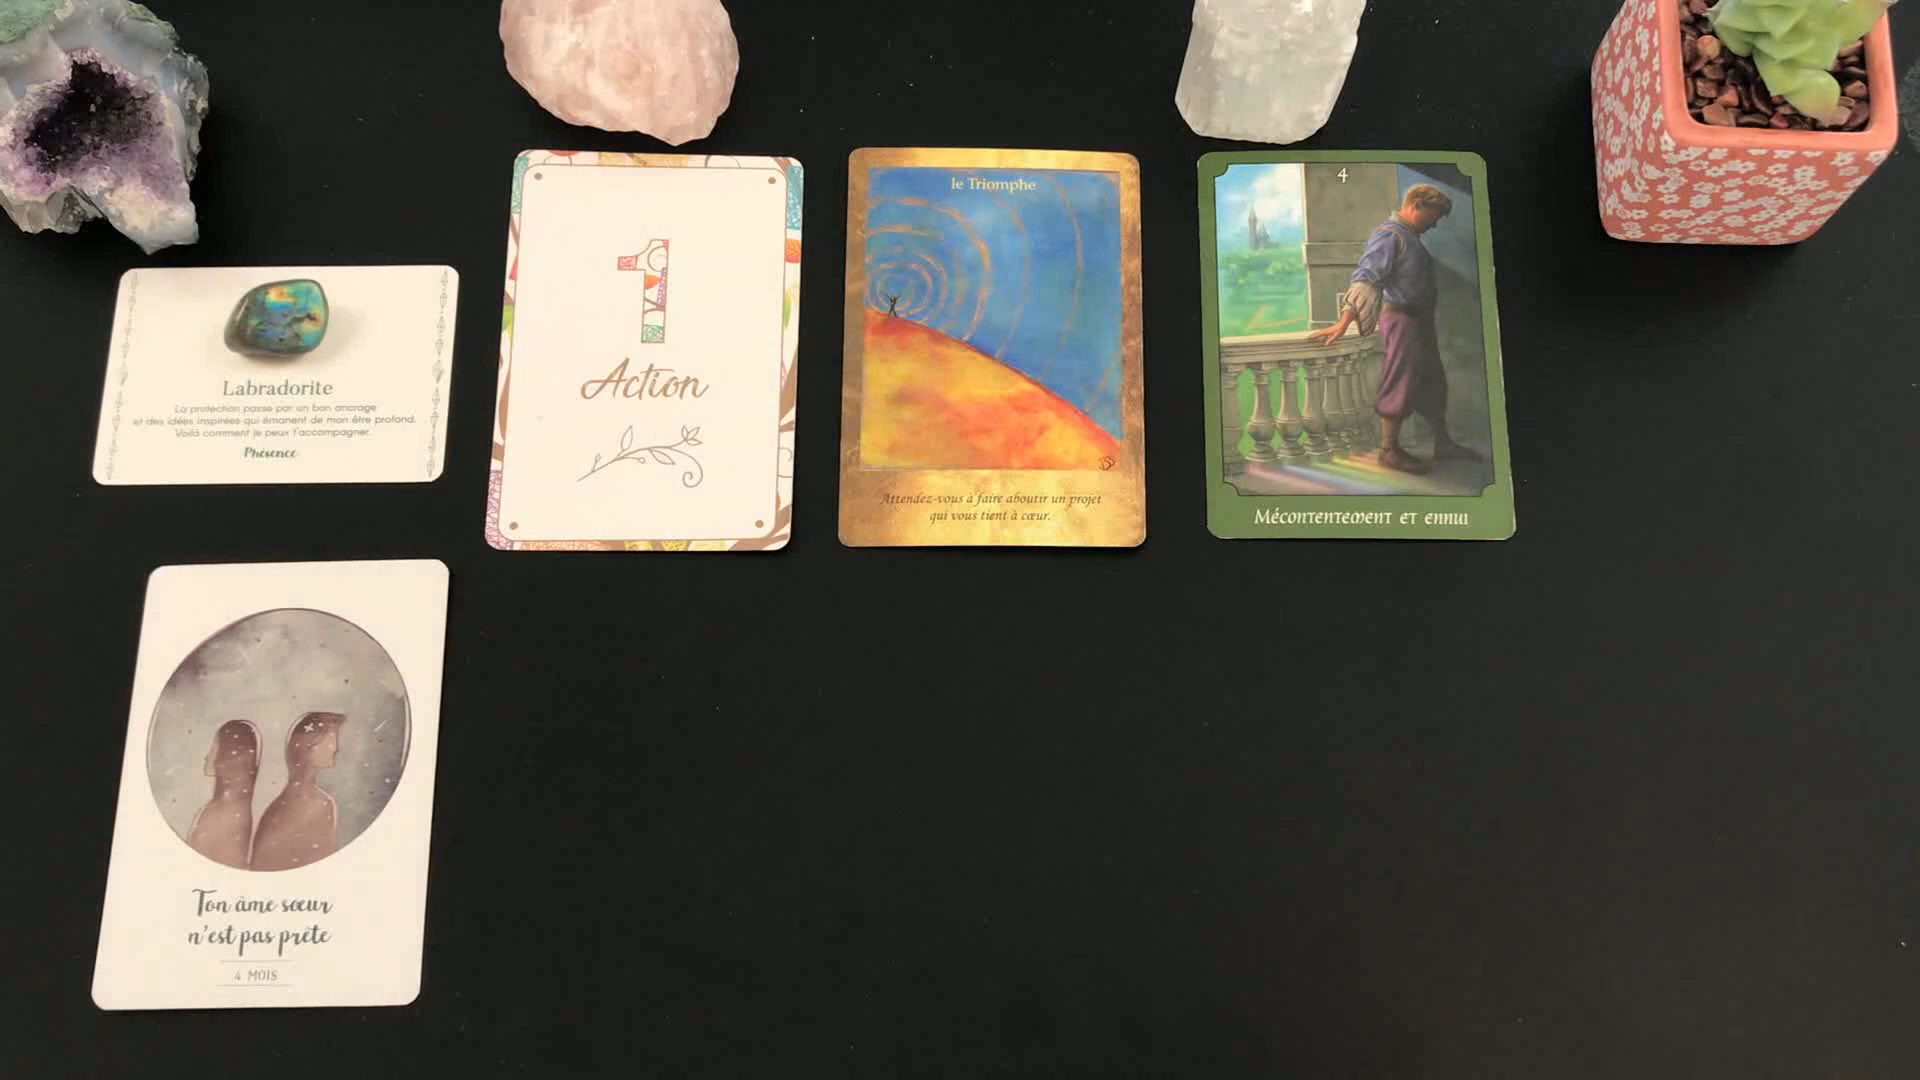 Labradorite
La protection passe par un bon ancrage
et des idées inspirées qui émanent de mon être profond.
Voilà comment je peux t'accompagner.
Présence
1
Action
le Triomphe
Attendez-vous à faire aboutir un projet
qui vous tient à cœur.
4
Mécontentement et ennui
Ton âme sœur
n'est pas prête
4 MOIS